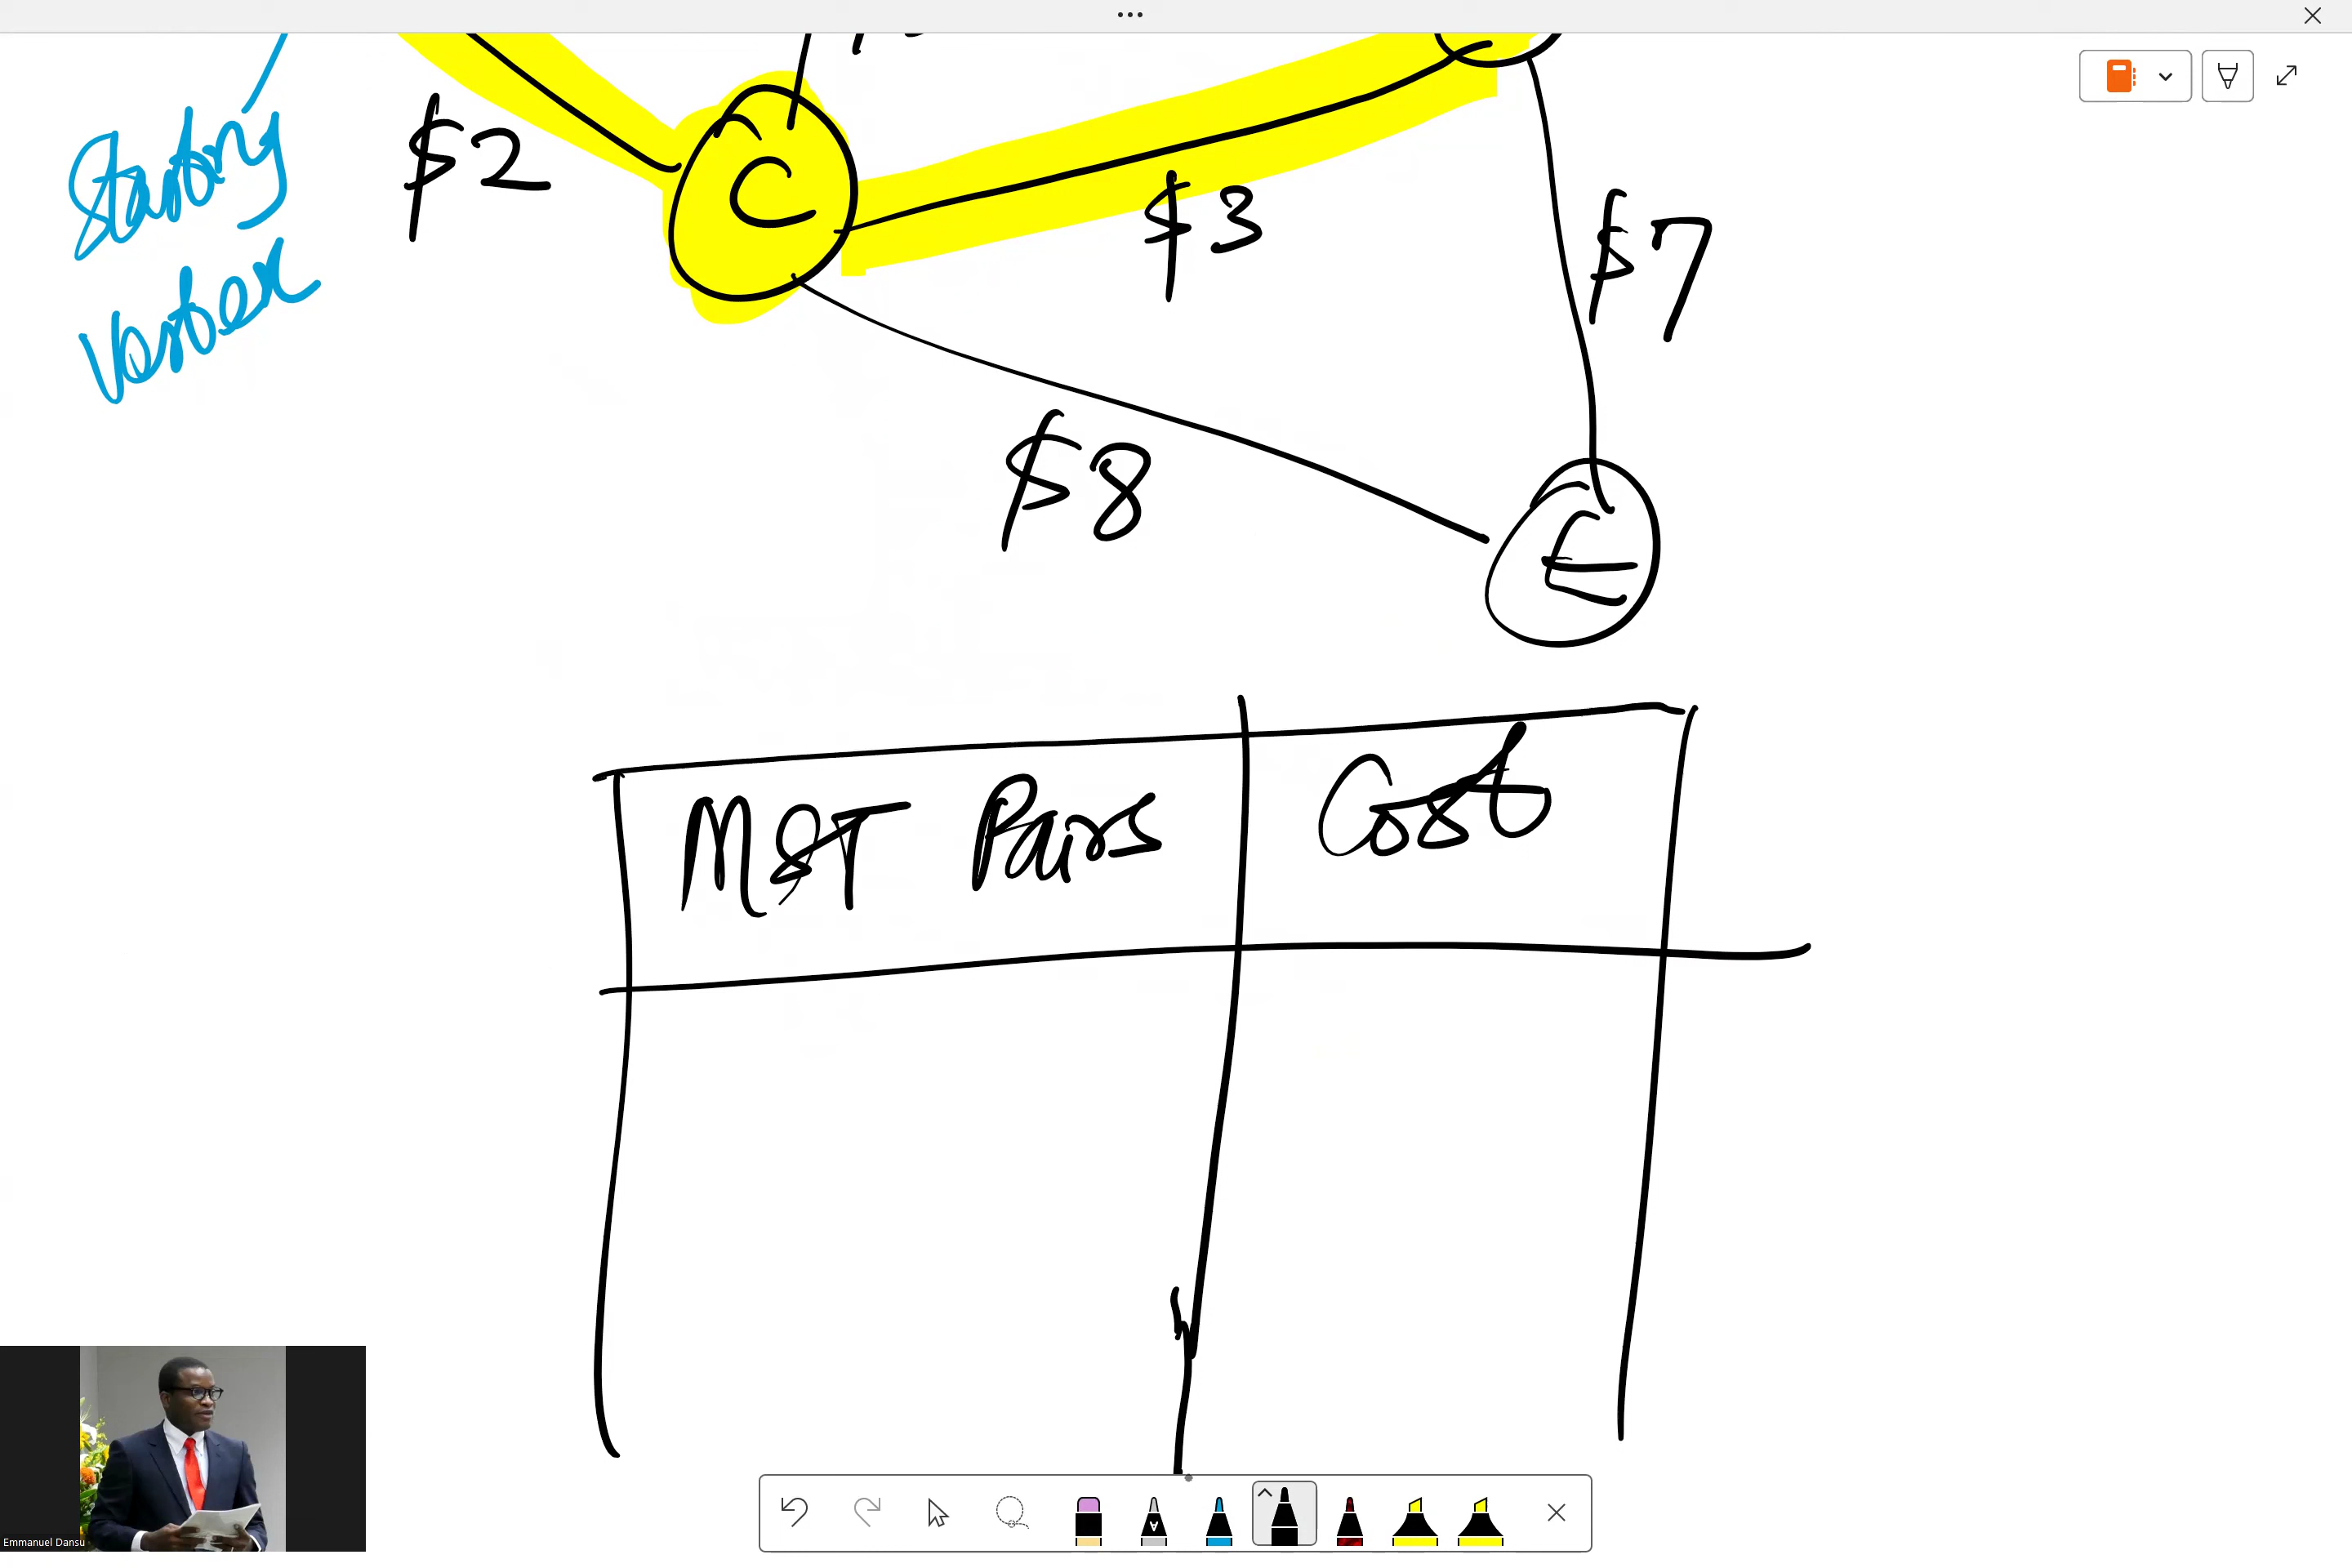 Starting
Vertex
$2
C
$3
$7
$8
E
MST Pairs
Cost
Emmanuel Dansu